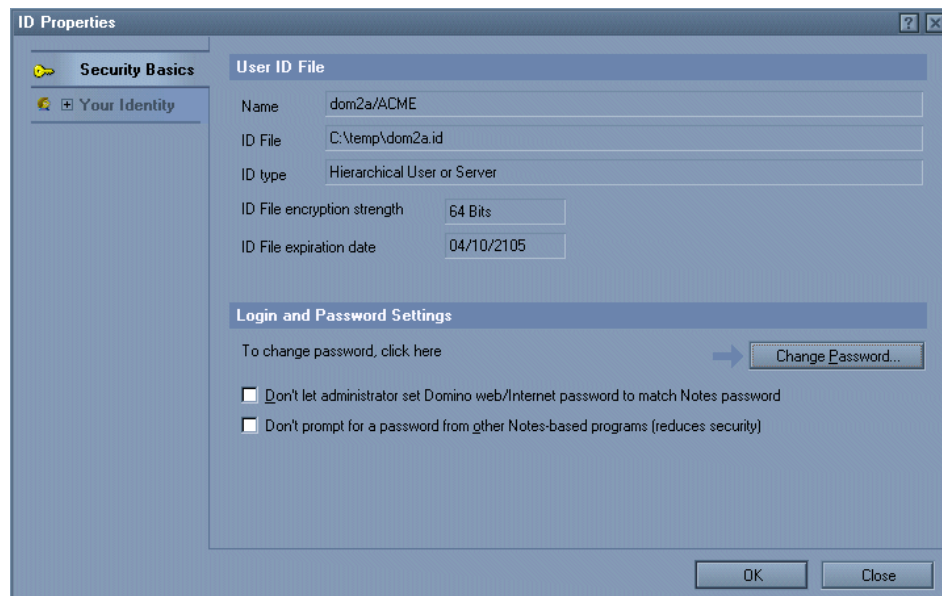 ID Properties
Security Basics
Your Identity
User ID File
Name dom2a/ACME
ID File C:\temp\dom2a.id
ID type Hierarchical User or Server
ID File encryption strength 64 Bits
ID File expiration date 04/10/2105
Login and Password Settings
To change password, click here Change Password...
Don't let administrator set Domino web/Internet password to match Notes password
Don't prompt for a password from other Notes-based programs (reduces security)
OK Close